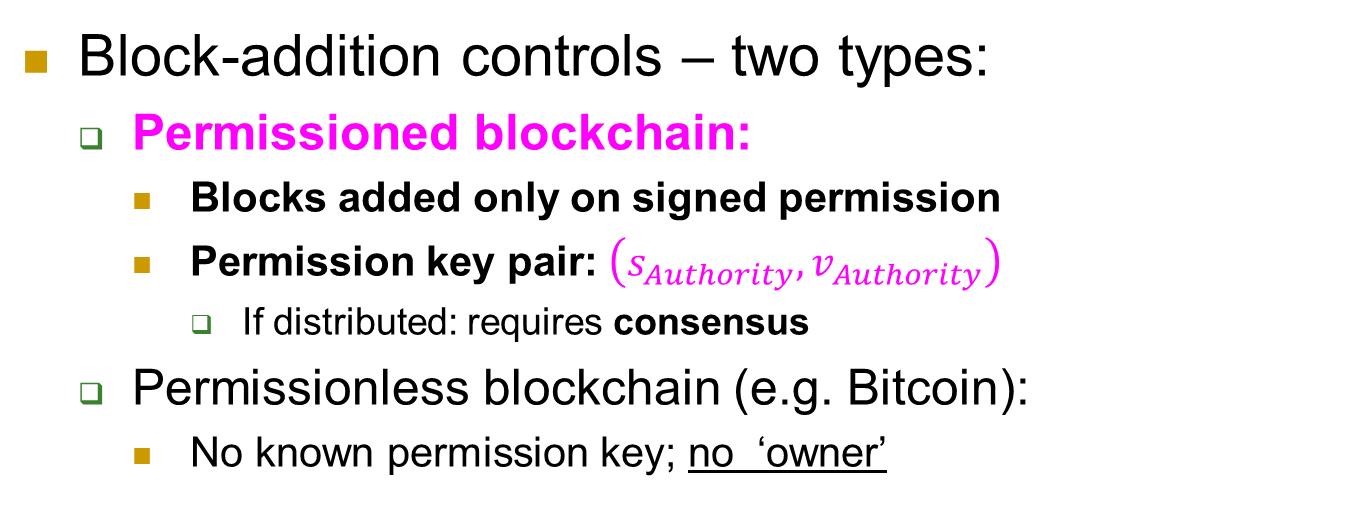 Block-addition controls – two types:
Permissioned blockchain:
Blocks added only on signed permission
Permission key pair: (s_Authority, v_Authority)
If distributed: requires consensus
Permissionless blockchain (e.g. Bitcoin):
No known permission key; no ‘owner’